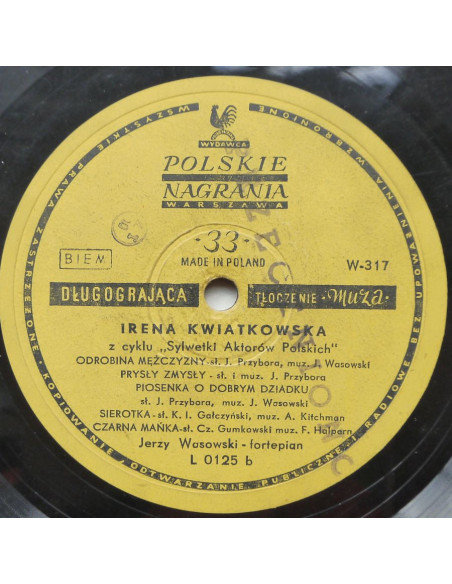 WSZYSTKIE PRAWA ZASTRZEŻONE · KOPIOWANIE · ODTWARZANIE PUBLICZNE I RADIOWE BEZ UPOWAŻNIENIA WZBRONIONE
WYDAWCA
POLSKIE
NAGRANIA
WARSZAWA
·33·
MADE IN POLAND
BIEM
W-317
DŁUGOGRAJĄCA
TŁOCZENIE · Muza ·
IRENA KWIATKOWSKA
z cyklu „Sylwetki Aktorów Polskich"
ODROBINA MĘŻCZYZNY-sł. J. Przybora, muz. J. Wasowski
PRYSŁY ZMYSŁY - sł. i muz. J. Przybora
PIOSENKA O DOBRYM DZIADKU
sł. J. Przybory, muz. J. Wasowski
SIEROTKA - sł. K. I. Gałczyński, muz. A. Kitchman
CZARNA MAŃKA-sł. Cz. Gumkowski muz. F. Halpern
Jerzy Wasowski - fortepian
L 0125 b